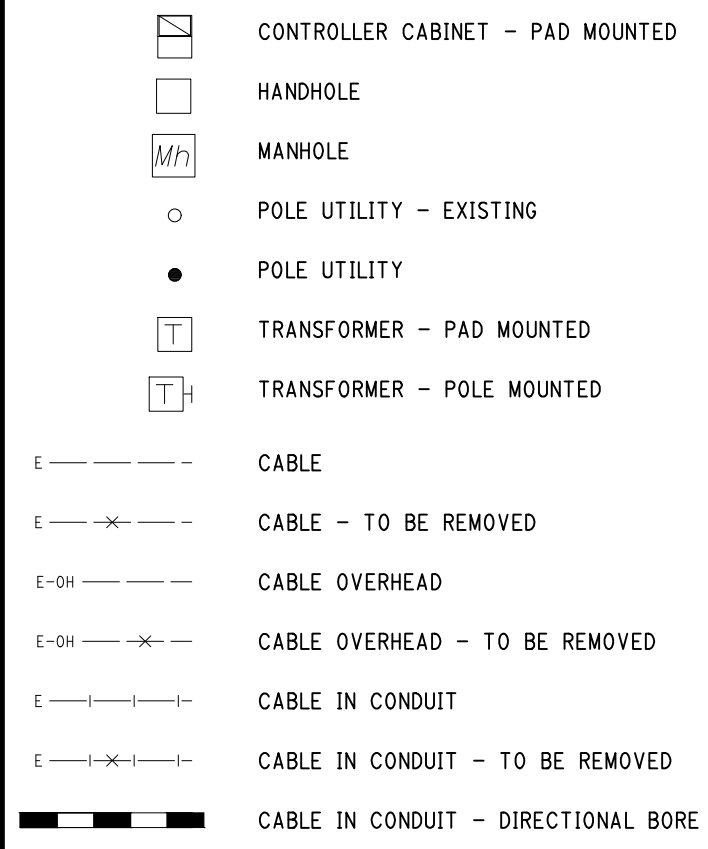 CONTROLLER CABINET - PAD MOUNTED
HANDHOLE
Mh MANHOLE
POLE UTILITY - EXISTING
POLE UTILITY
T TRANSFORMER - PAD MOUNTED
T TRANSFORMER - POLE MOUNTED
E CABLE
E CABLE - TO BE REMOVED
E-OH CABLE OVERHEAD
E-OH CABLE OVERHEAD - TO BE REMOVED
E CABLE IN CONDUIT
E CABLE IN CONDUIT - TO BE REMOVED
CABLE IN CONDUIT - DIRECTIONAL BORE